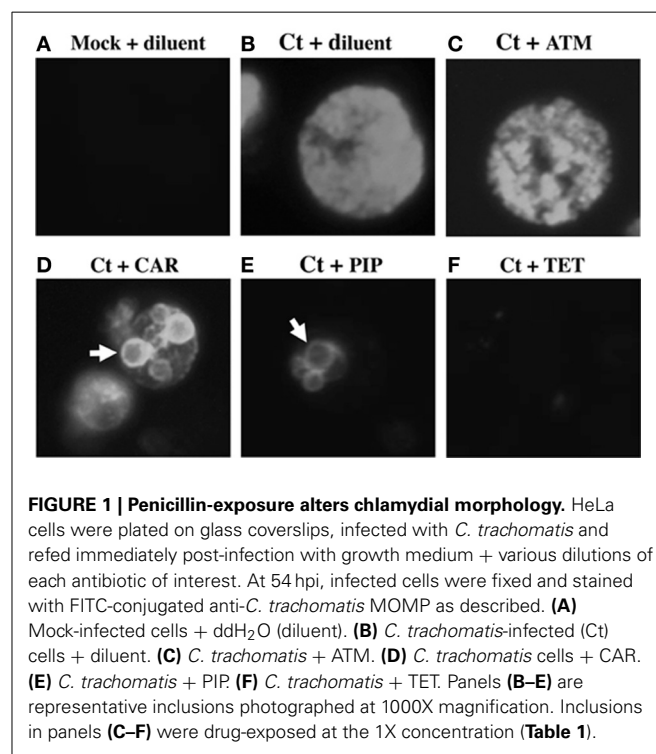 A Mock + diluent B Ct + diluent C Ct + ATM
D Ct + CAR E Ct + PIP F Ct + TET
FIGURE 1 | Penicillin-exposure alters chlamydial morphology. HeLa
cells were plated on glass coverslips, infected with C. trachomatis and
refed immediately post-infection with growth medium + various dilutions of
each antibiotic of interest. At 54 hpi, infected cells were fixed and stained
with FITC-conjugated anti-C. trachomatis MOMP as described. (A)
Mock-infected cells + ddH₂O (diluent). (B) C. trachomatis-infected (Ct)
cells + diluent. (C) C. trachomatis + ATM. (D) C. trachomatis cells + CAR.
(E) C. trachomatis + PIP. (F) C. trachomatis + TET. Panels (B–E) are
representative inclusions photographed at 1000X magnification. Inclusions
in panels (C–F) were drug-exposed at the 1X concentration (Table 1).